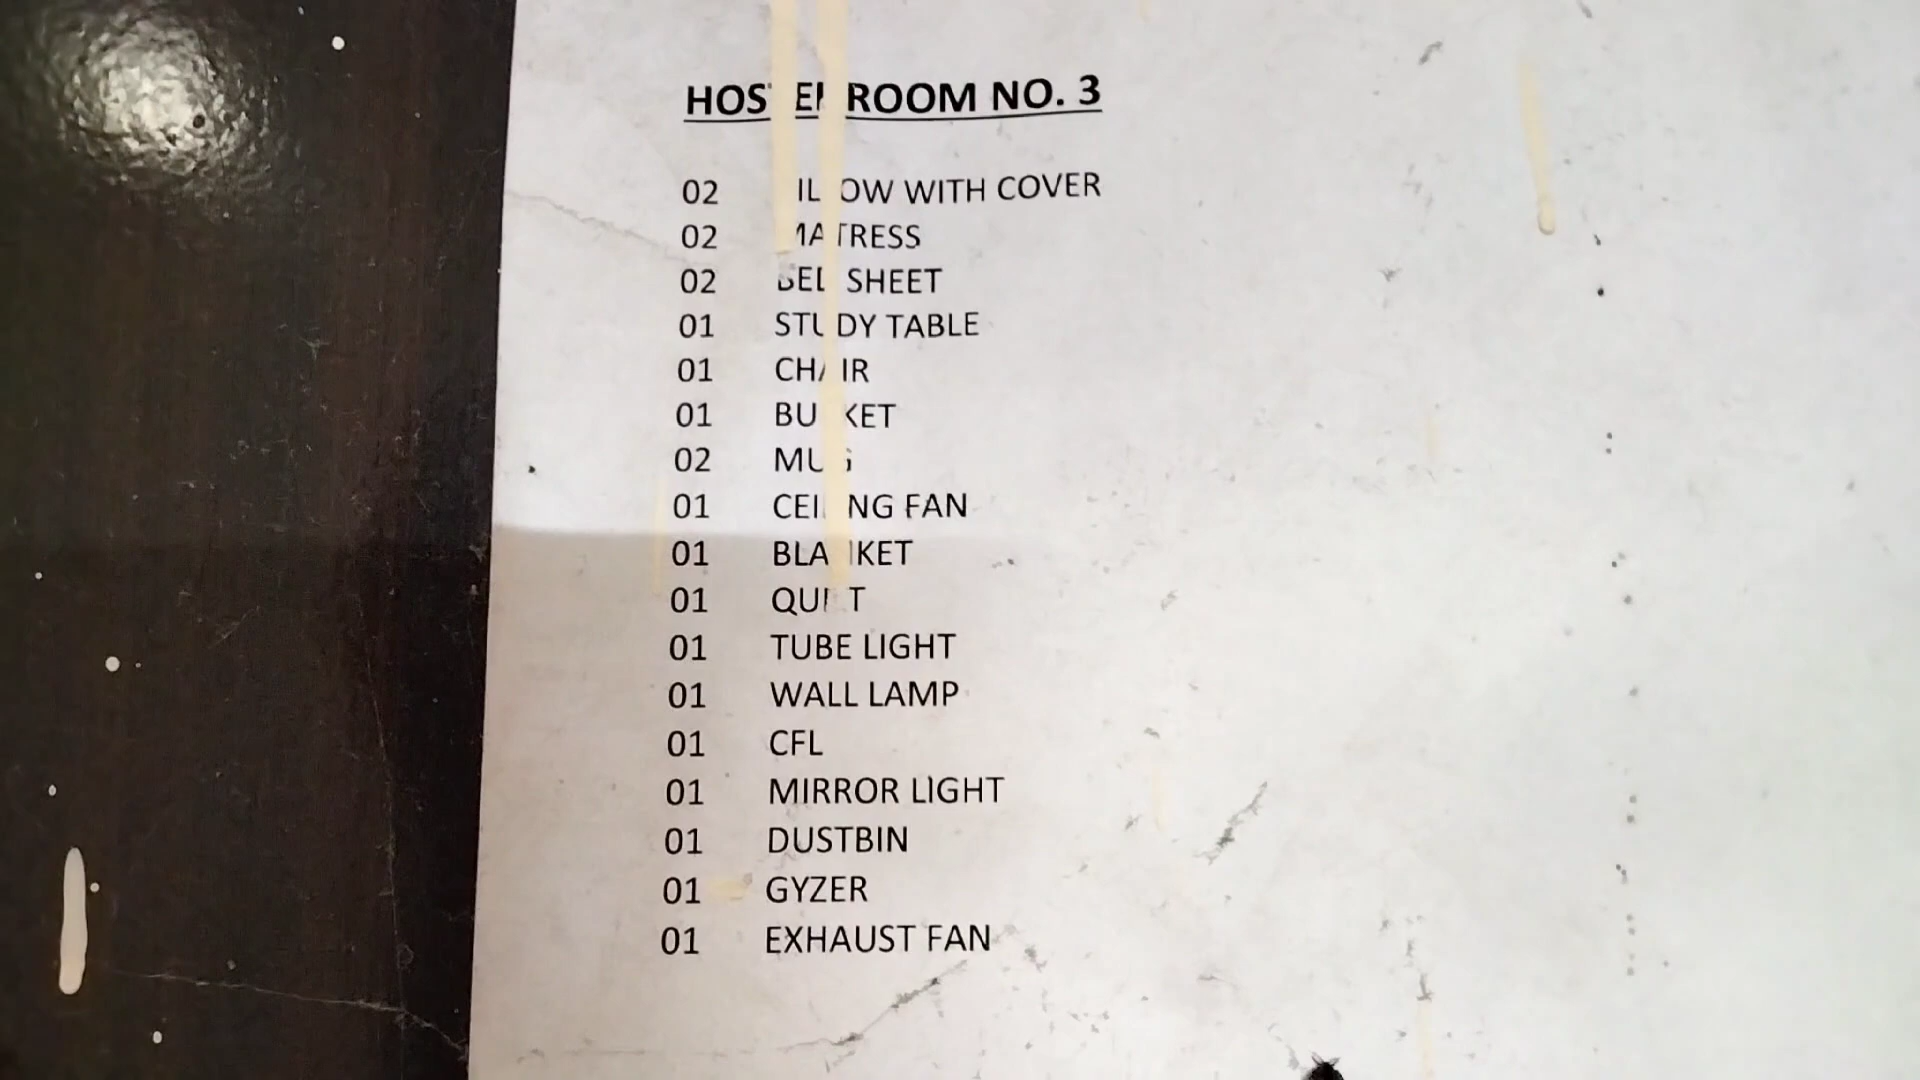 HOSTEL ROOM NO. 3
02 PILLOW WITH COVER
02 MATRESS
02 BED SHEET
01 STUDY TABLE
01 CHAIR
01 BUCKET
02 MUG
01 CEILING FAN
01 BLANKET
01 QUILT
01 TUBE LIGHT
01 WALL LAMP
01 CFL
01 MIRROR LIGHT
01 DUSTBIN
01 GYZER
01 EXHAUST FAN